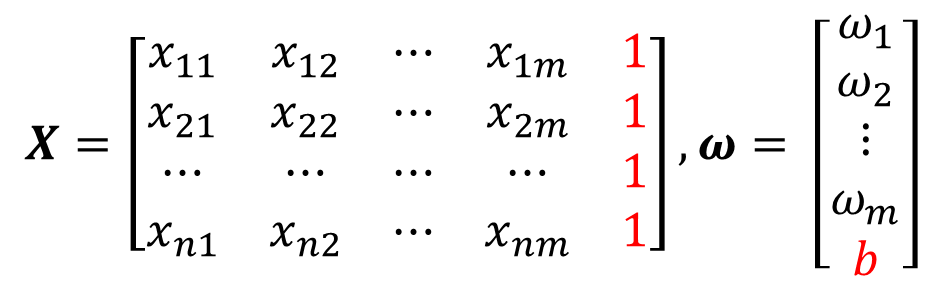 X = [x₁₁ x₁₂ ⋯ x₁ₘ 1
x₂₁ x₂₂ ⋯ x₂ₘ 1
⋯ ⋯ ⋯ ⋯ 1
xₙ₁ xₙ₂ ⋯ xₙₘ 1] , ω = [ω₁
ω₂
⋮
ωₘ
b]